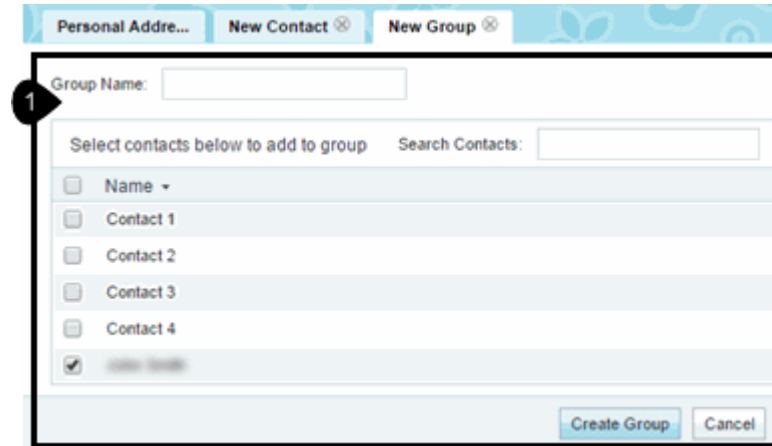 Personal Addre... New Contact New Group
1
Group Name:
Select contacts below to add to group Search Contacts:
Name
Contact 1
Contact 2
Contact 3
Contact 4
Create Group Cancel